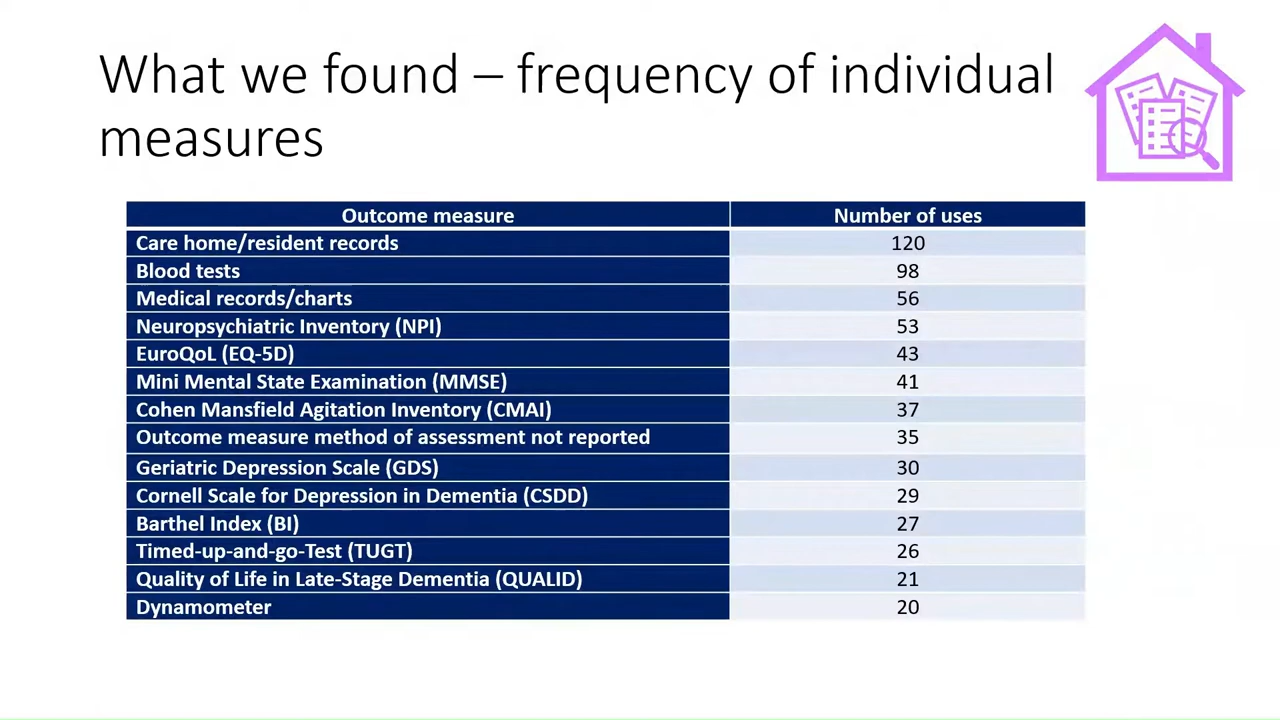 What we found – frequency of individual
measures
Outcome measure Number of uses
Care home/resident records 120
Blood tests 98
Medical records/charts 56
Neuropsychiatric Inventory (NPI) 53
EuroQoL (EQ-5D) 43
Mini Mental State Examination (MMSE) 41
Cohen Mansfield Agitation Inventory (CMAI) 37
Outcome measure method of assessment not reported 35
Geriatric Depression Scale (GDS) 30
Cornell Scale for Depression in Dementia (CSDD) 29
Barthel Index (BI) 27
Timed-up-and-go-Test (TUGT) 26
Quality of Life in Late-Stage Dementia (QUALID) 21
Dynamometer 20